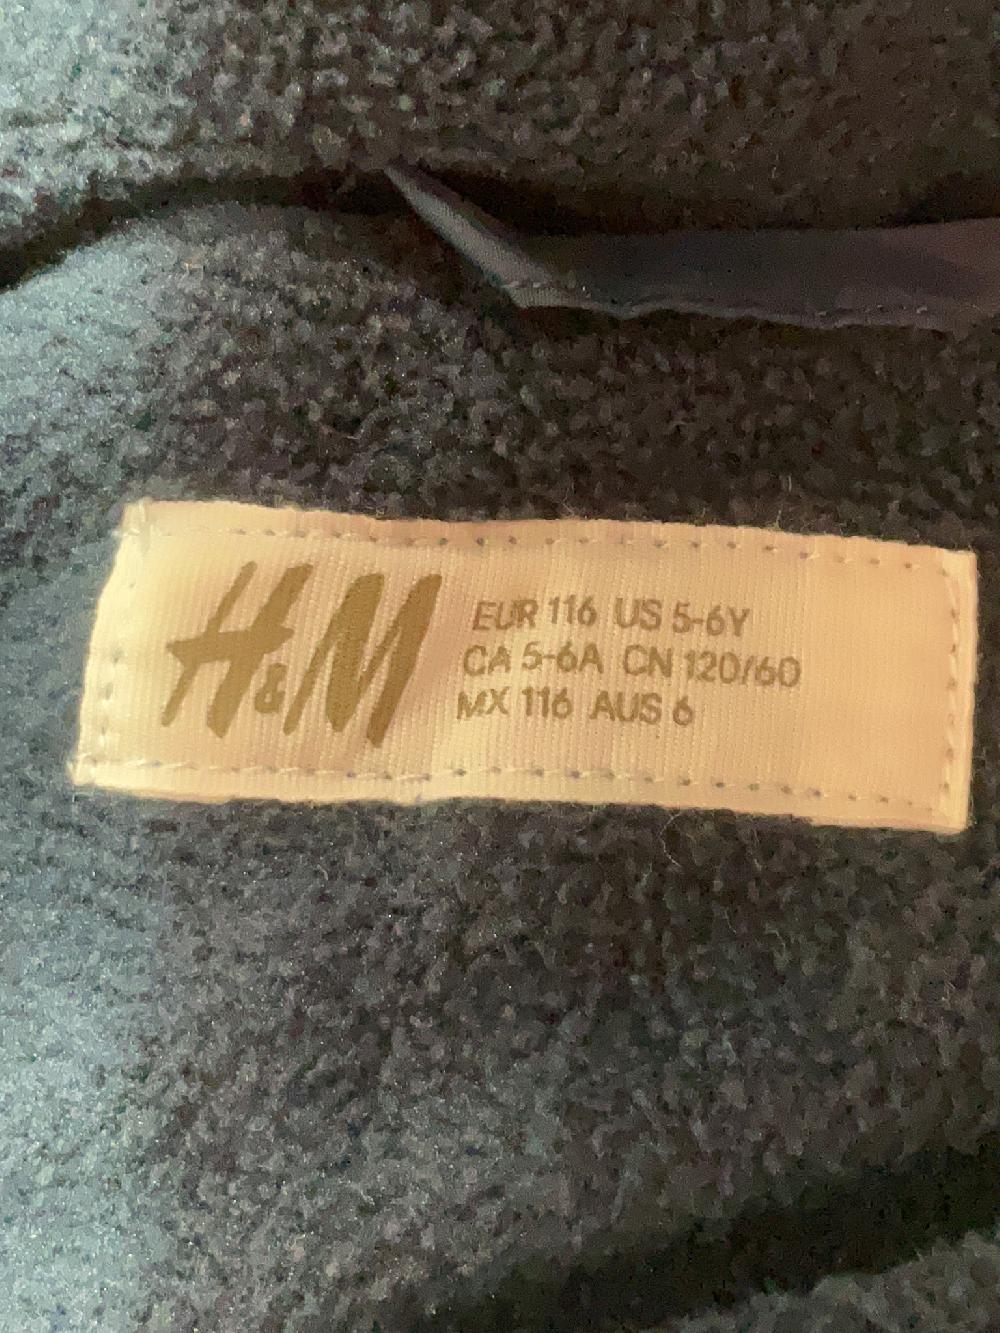 H&M
EUR 116 US 5-6Y
CA 5-6A CN 120/60
MX 116 AUS 6